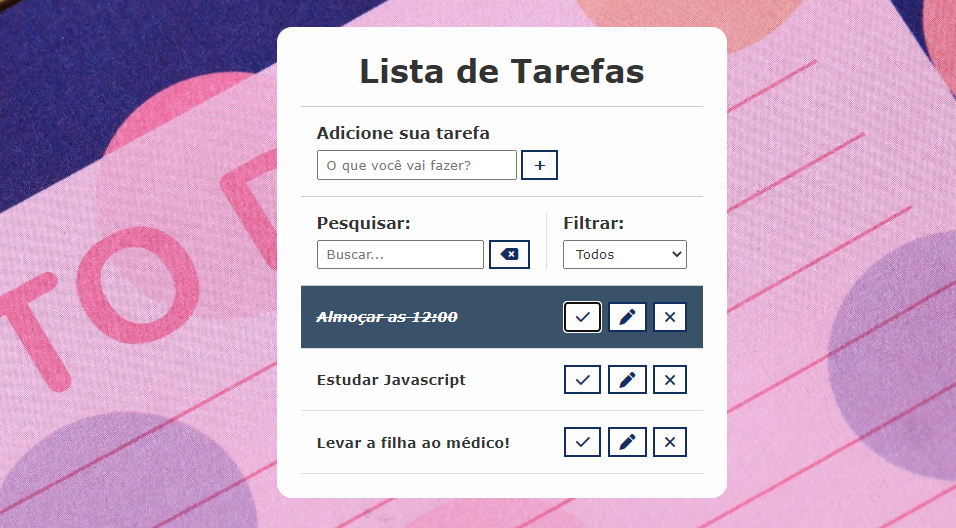 Lista de Tarefas
Adicione sua tarefa
O que você vai fazer?
Pesquisar:
Filtrar:
Buscar...
Todos
Almoçar as 12:00
Estudar Javascript
Levar a filha ao médico!
TO